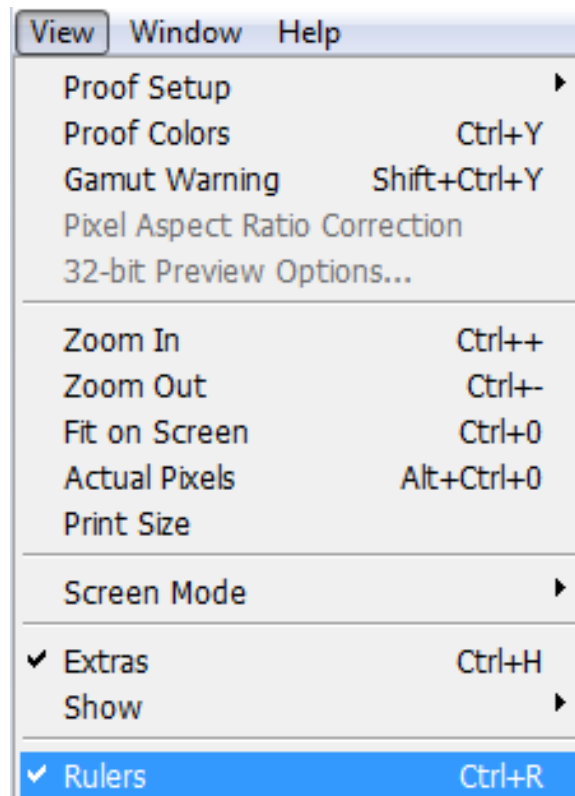 View Window Help
Proof Setup
Proof Colors Ctrl+Y
Gamut Warning Shift+Ctrl+Y
Pixel Aspect Ratio Correction
32-bit Preview Options...
Zoom In Ctrl++
Zoom Out Ctrl+-
Fit on Screen Ctrl+0
Actual Pixels Alt+Ctrl+0
Print Size
Screen Mode
Extras Ctrl+H
Show
Rulers Ctrl+R